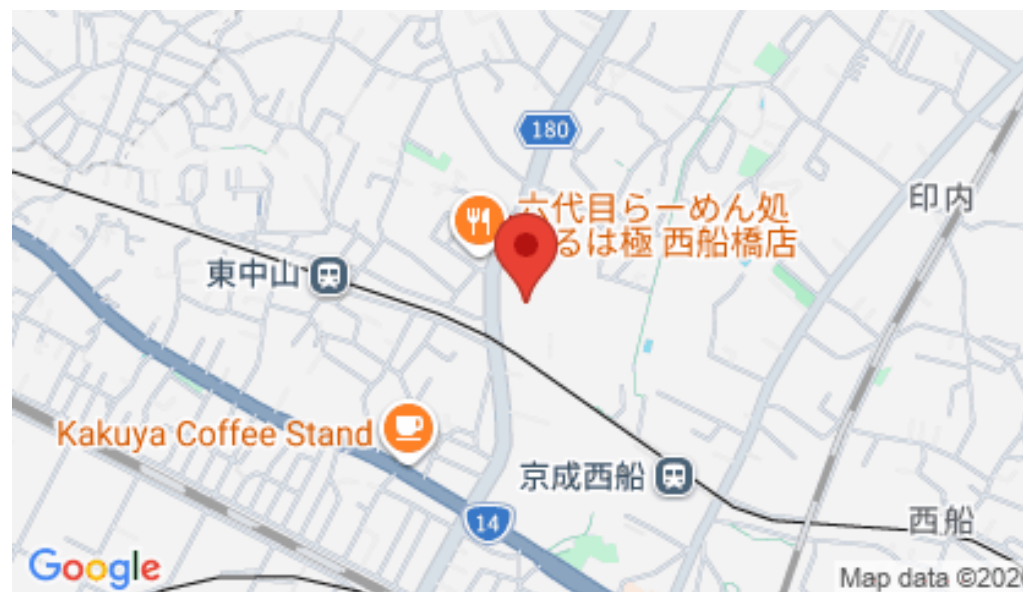 180
六代目らーめん処
るは極 西船橋店
印内
東中山
Kakuya Coffee Stand
京成西船
14
西船
Google
Map data ©202